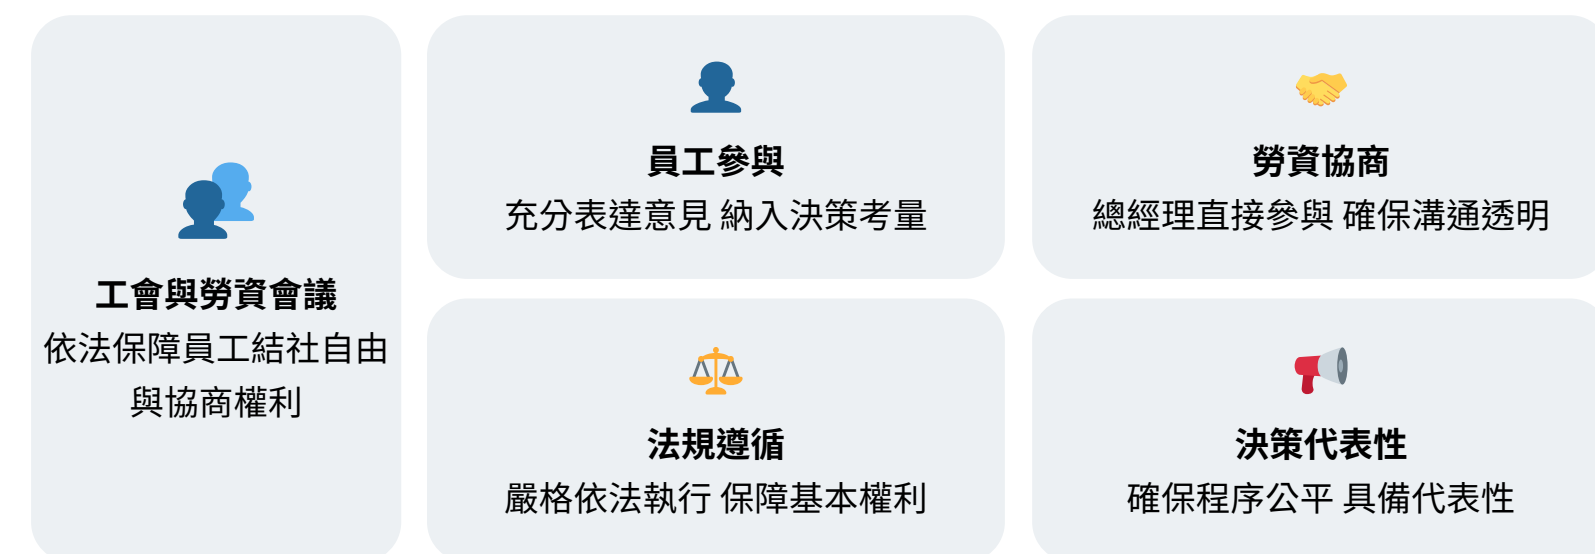 工會與勞資會議
依法保障員工結社自由
與協商權利
員工參與
充分表達意見 納入決策考量
勞資協商
總經理直接參與 確保溝通透明
法規遵循
嚴格依法執行 保障基本權利
決策代表性
確保程序公平 具備代表性